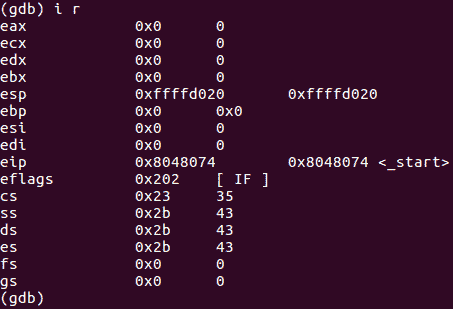 (gdb) i r
eax 0x0 0
ecx 0x0 0
edx 0x0 0
ebx 0x0 0
esp 0xffffd020 0xffffd020
ebp 0x0 0x0
esi 0x0 0
edi 0x0 0
eip 0x8048074 0x8048074 <_start>
eflags 0x202 [ IF ]
cs 0x23 35
ss 0x2b 43
ds 0x2b 43
es 0x2b 43
fs 0x0 0
gs 0x0 0
(gdb)